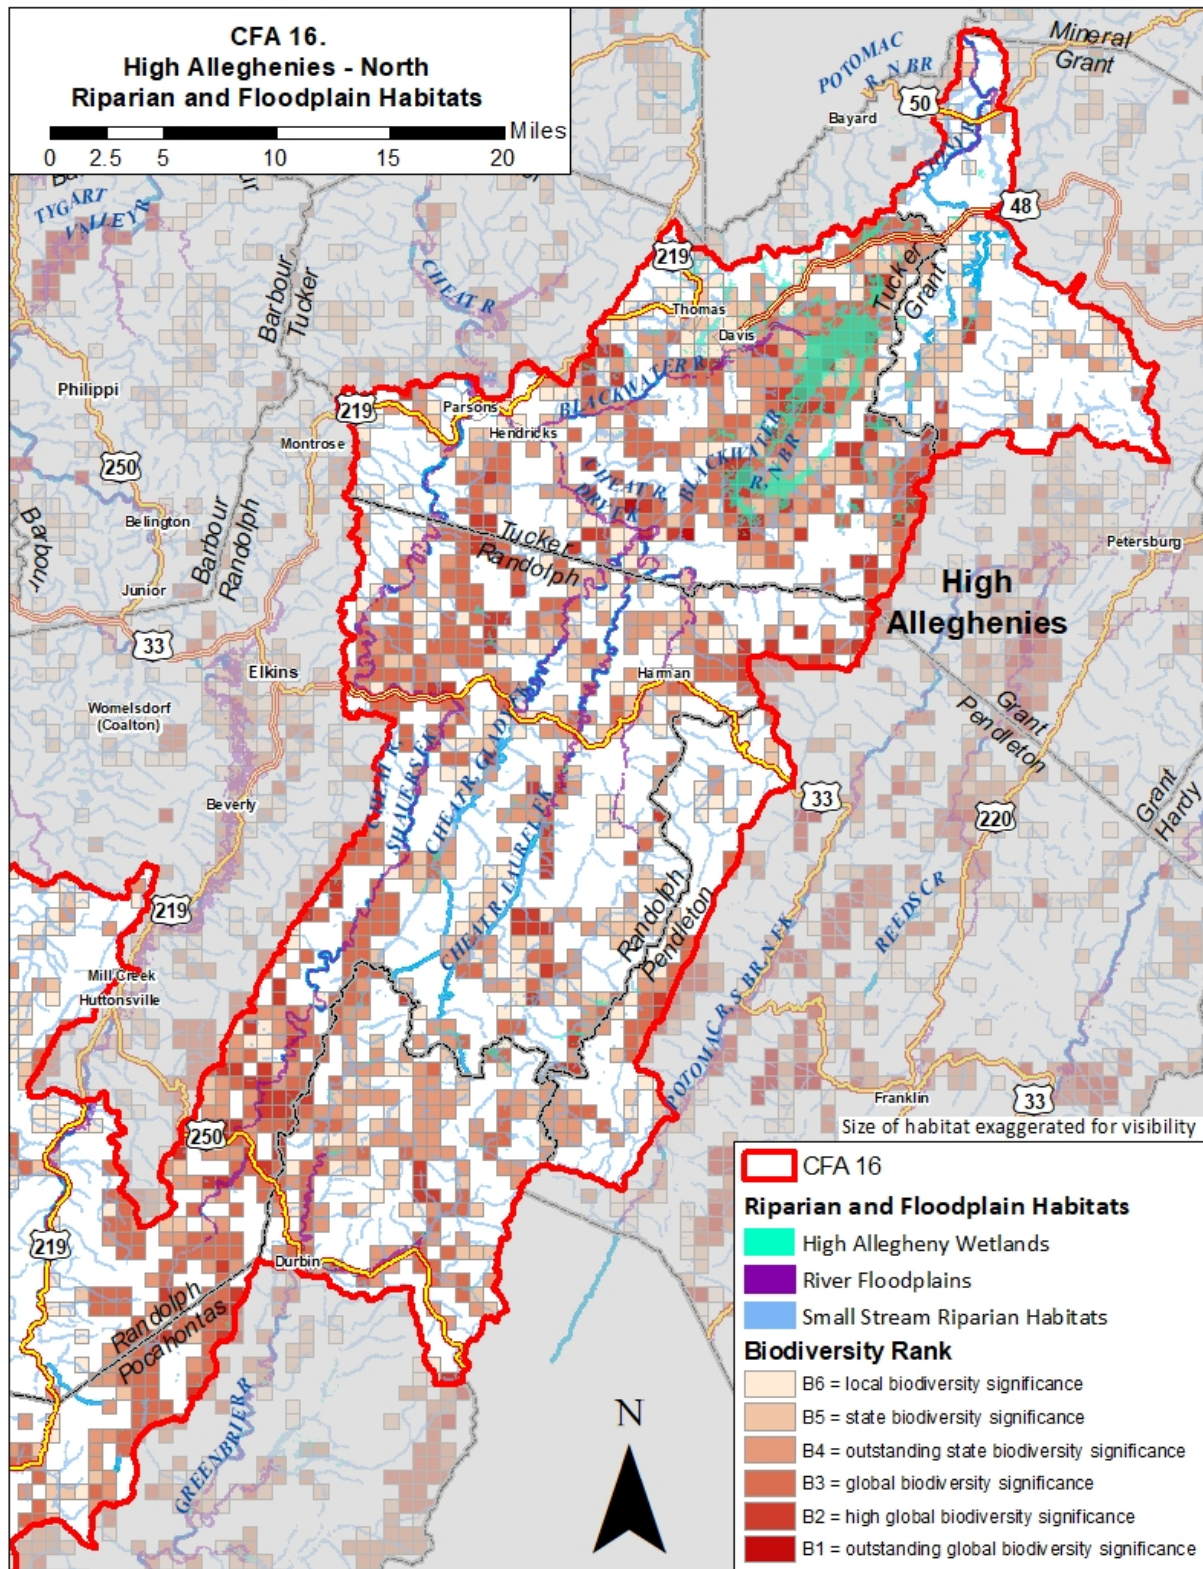 CFA 16.
High Alleghenies - North
Riparian and Floodplain Habitats
Miles
0 2.5 5 10 15 20
Mineral
Grant
POTOMAC
R, N BR
50
Bayard
STONY R
48
TYGART
VALLEY R
Barbour
Tucker
CHEAT R
219
Tucker
Grant
Thomas
Davis
Philippi
219
Parsons
BLACKWATER R
Hendricks
Montrose
250
BLACKWATER
R, N BR
CHEAT R,
DRY FK
Belington
Barbour
Barbour
Randolph
Tucker
Randolph
Petersburg
Junior
High
Alleghenies
33
Elkins
Harman
Womelsdorf
(Coalton)
Grant
Pendleton
CHEAT R,
SHAVERS FK
CHEAT R, GLADY FK
33
Grant
Hardy
220
Beverly
CHEAT R, LAUREL FK
Randolph
Pendleton
REEDS CR
219
POTOMAC R, S BR, N FK
Mill Creek
Huttonsville
Franklin
33
250
Size of habitat exaggerated for visibility
219
Durbin
Randolph
Pocahontas
GREENBRIER R
N
CFA 16
Riparian and Floodplain Habitats
High Allegheny Wetlands
River Floodplains
Small Stream Riparian Habitats
Biodiversity Rank
B6 = local biodiversity significance
B5 = state biodiversity significance
B4 = outstanding state biodiversity significance
B3 = global biodiversity significance
B2 = high global biodiversity significance
B1 = outstanding global biodiversity significance